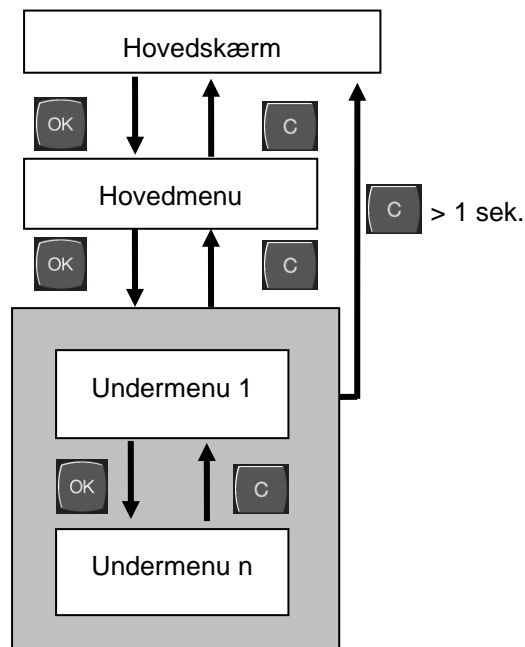 Hovedskærm
OK
C
Hovedmenu
C > 1 sek.
OK
C
Undermenu 1
OK
C
Undermenu n